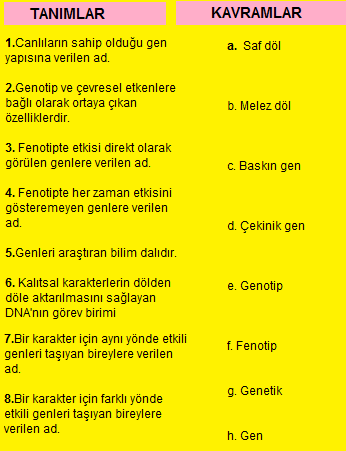 TANIMLAR
KAVRAMLAR
1.Canlıların sahip olduğu gen
yapısına verilen ad.
a. Saf döl
2.Genotip ve çevresel etkenlere
bağlı olarak ortaya çıkan
özelliklerdir.
b. Melez döl
3. Fenotipte etkisi direkt olarak
görülen genlere verilen ad.
c. Baskın gen
4. Fenotipte her zaman etkisini
gösteremeyen genlere verilen
ad.
d. Çekinik gen
5.Genleri araştıran bilim dalıdır.
6. Kalıtsal karakterlerin dölden
döle aktarılmasını sağlayan
DNA'nın görev birimi
e. Genotip
7.Bir karakter için aynı yönde etkili
genleri taşıyan bireylere verilen
ad.
f. Fenotip
8.Bir karakter için farklı yönde
etkili genleri taşıyan bireylere
verilen ad.
g. Genetik
h. Gen